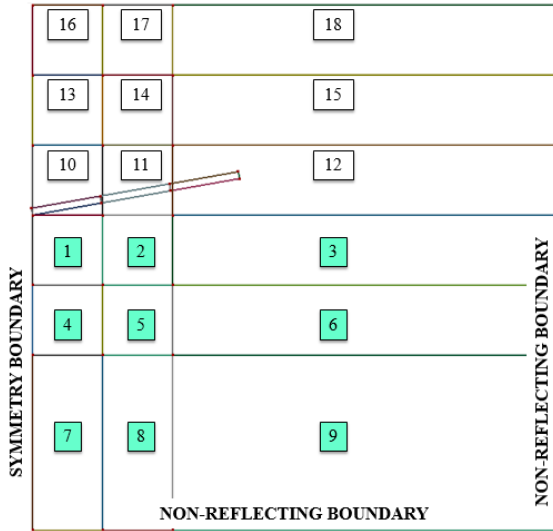 16 17 18
13 14 15
10 11 12
1 2 3
4 5 6
7 8 9
SYMMETRY BOUNDARY
NON-REFLECTING BOUNDARY
NON-REFLECTING BOUNDARY